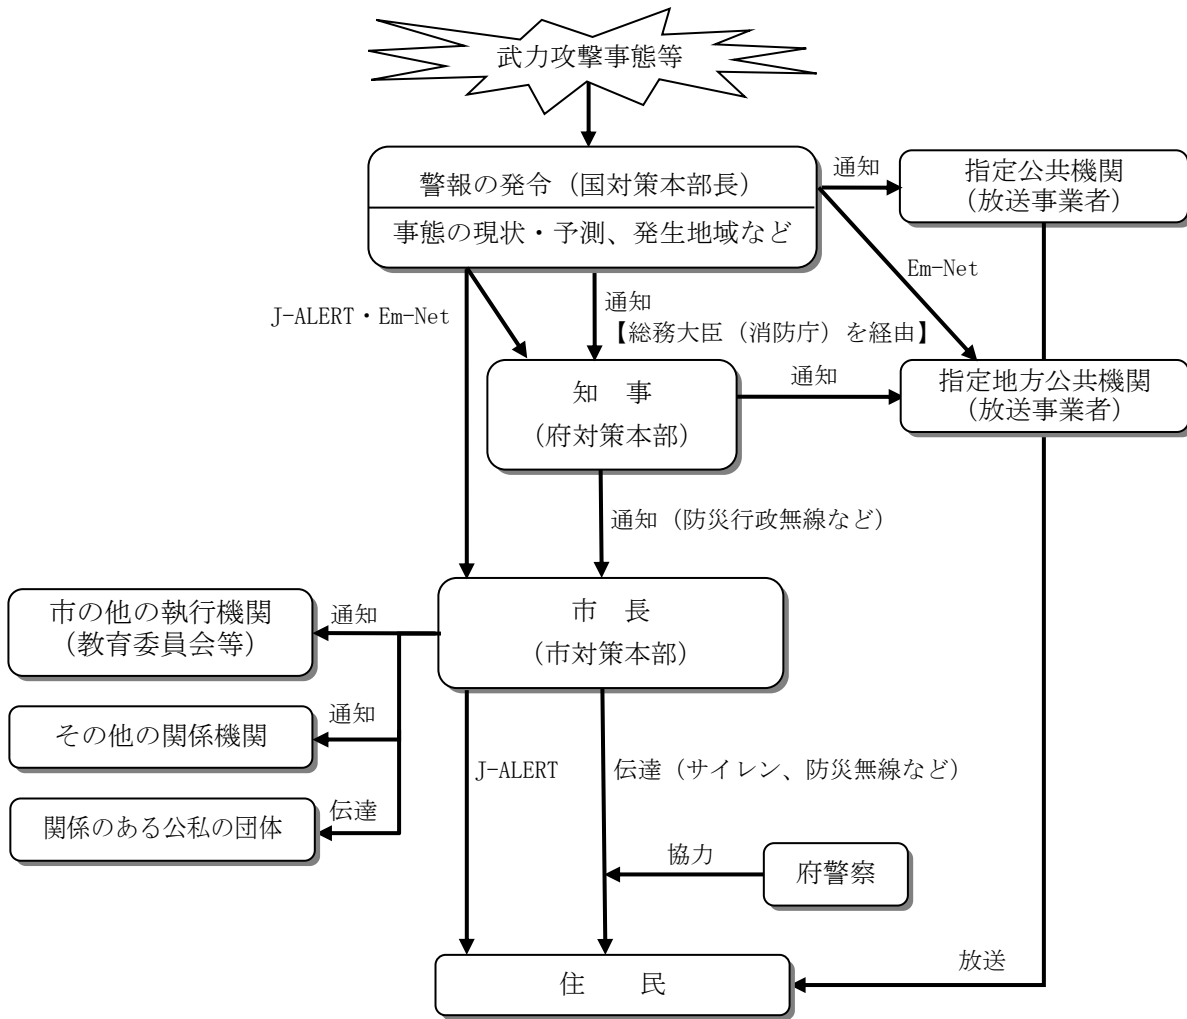 武力攻撃事態等
警報の発令（国対策本部長）
事態の現状・予測、発生地域など
通知
指定公共機関
（放送事業者）
Em-Net
J-ALERT・Em-Net
通知
【総務大臣（消防庁）を経由】
知　事
（府対策本部）
通知
指定地方公共機関
（放送事業者）
通知（防災行政無線など）
市　長
（市対策本部）
通知
市の他の執行機関
（教育委員会等）
通知
その他の関係機関
伝達
関係のある公私の団体
J-ALERT
伝達（サイレン、防災無線など）
協力
府警察
放送
住　　民